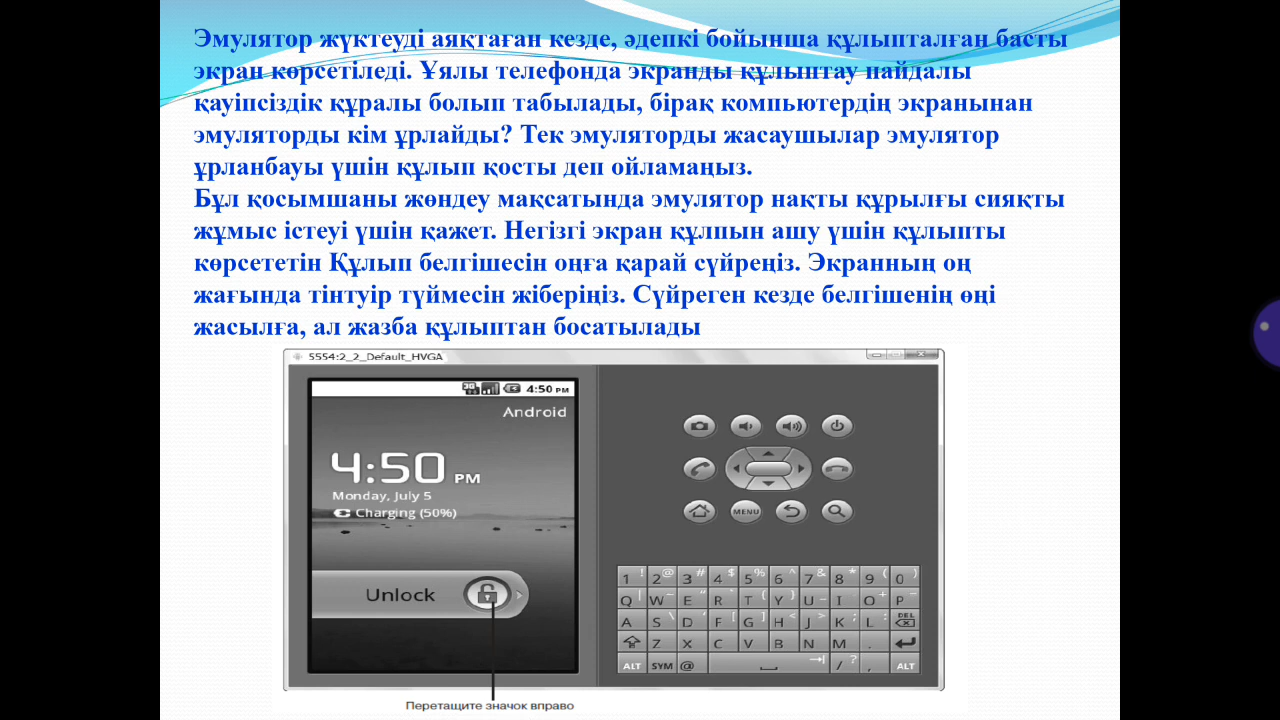 Эмулятор жүктеуді аяқтаған кезде, әдепкі бойынша құлыпталған басты
экран көрсетіледі. Ұялы телефонда экранды құлыптау пайдалы
қауіпсіздік құралы болып табылады, бірақ компьютердің экранынан
эмуляторды кім ұрлайды? Тек эмуляторды жасаушылар эмулятор
ұрланбауы үшін құлып қосты деп ойламаңыз.
Бұл қосымшаны жөндеу мақсатында эмулятор нақты құрылғы сияқты
жұмыс істеуі үшін қажет. Негізгі экран құлпын ашу үшін құлыпты
көрсететін Құлып белгішесін оңға қарай сүйреңіз. Экранның оң
жағында тінтуір түймесін жіберіңіз. Сүйреген кезде белгішенің өңі
жасылға, ал жазба құлыптан босатылады
5554:2_2_Default_HVGA
3G 4:50 PM
Android
4:50 PM
Monday, July 5
Charging (50%)
Unlock
MENU
1 ! 2 @ 3 # 4 $ 5 % 6 ^ 7 & 8 * 9 ( 0 )
Q | W ~ E " R ` T { Y } U _ I - O + P =
A S \ D ' F [ G ] H < J > K ; L : DEL
Z X C V B N M .
ALT SYM @ / ? , ALT
Перетащите значок вправо